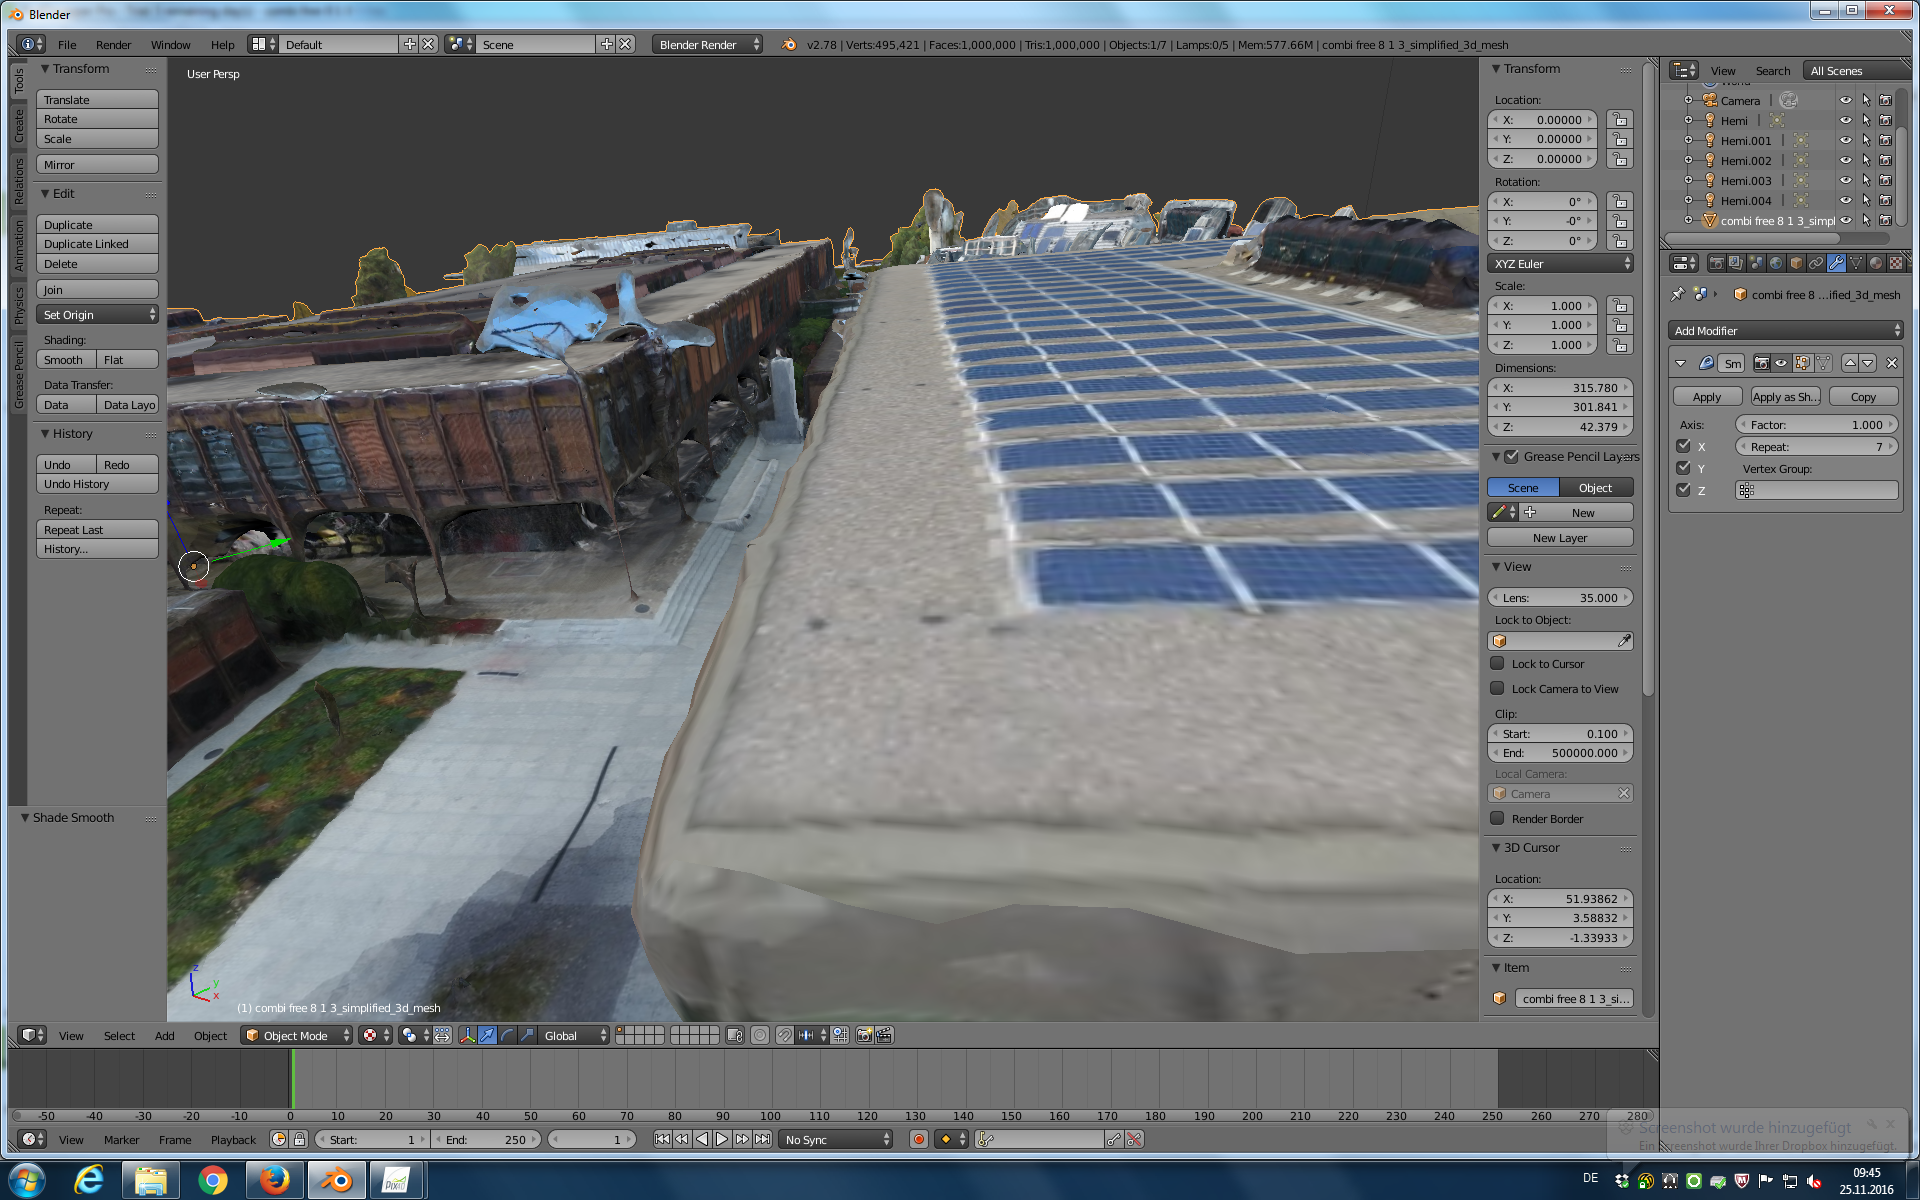 Blender
File Render Window Help Default Scene Blender Render v2.78 | Verts:495,421 | Faces:1,000,000 | Tris:1,000,000 | Objects:1/7 | Lamps:0/5 | Mem:577.66M | combi free 8 1 3_simplified_3d_mesh
Tools
Create
Relations
Animation
Physics
Grease Pencil
Transform
Translate
Rotate
Scale
Mirror
Edit
Duplicate
Duplicate Linked
Delete
Join
Set Origin
Shading:
Smooth Flat
Data Transfer:
Data Data Layo
History
Undo Redo
Undo History
Repeat:
Repeat Last
History...
Shade Smooth
User Persp
(1) combi free 8 1 3_simplified_3d_mesh
z
y
x
Transform
Location:
X: 0.00000
Y: 0.00000
Z: 0.00000
Rotation:
X: 0°
Y: -0°
Z: 0°
XYZ Euler
Scale:
X: 1.000
Y: 1.000
Z: 1.000
Dimensions:
X: 315.780
Y: 301.841
Z: 42.379
Grease Pencil Layers
Scene Object
New
New Layer
View
Lens: 35.000
Lock to Object:
Lock to Cursor
Lock Camera to View
Clip:
Start: 0.100
End: 500000.000
Local Camera:
Camera
Render Border
3D Cursor
Location:
X: 51.93862
Y: 3.58832
Z: -1.33933
Item
combi free 8 1 3_si...
View Search All Scenes
World
Camera
Hemi
Hemi.001
Hemi.002
Hemi.003
Hemi.004
combi free 8 1 3_simpl
combi free 8 ...ified_3d_mesh
Add Modifier
Sm
Apply Apply as Sh... Copy
Axis: Factor: 1.000
X Repeat: 7
Y Vertex Group:
Z
View Select Add Object Object Mode Global
-50 -40 -30 -20 -10 0 10 20 30 40 50 60 70 80 90 100 110 120 130 140 150 160 170 180 190 200 210 220 230 240 250 260 270 280
View Marker Frame Playback Start: 1 End: 250 1 No Sync
Screenshot wurde hinzugefügt
Ein Screenshot wurde Ihrer Dropbox hinzugefügt.
DE
09:45
25.11.2016